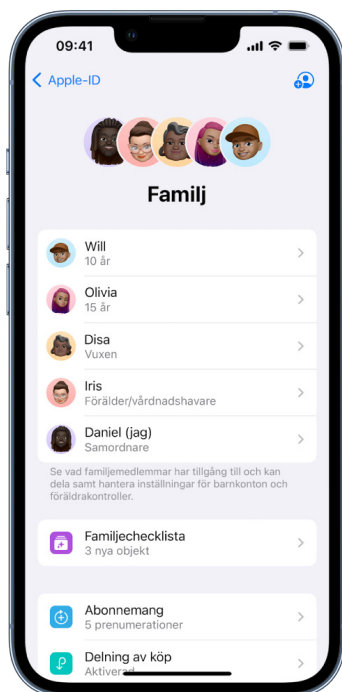 09:41
Apple-ID
Familj
Will
10 år
Olivia
15 år
Disa
Vuxen
Iris
Förälder/vårdnadshavare
Daniel (jag)
Samordnare
Se vad familjemedlemmar har tillgång till och kan
dela samt hantera inställningar för barnkonton och
föräldrakontroller.
Familjechecklista
3 nya objekt
Abonnemang
5 prenumerationer
Delning av köp
Aktiverad